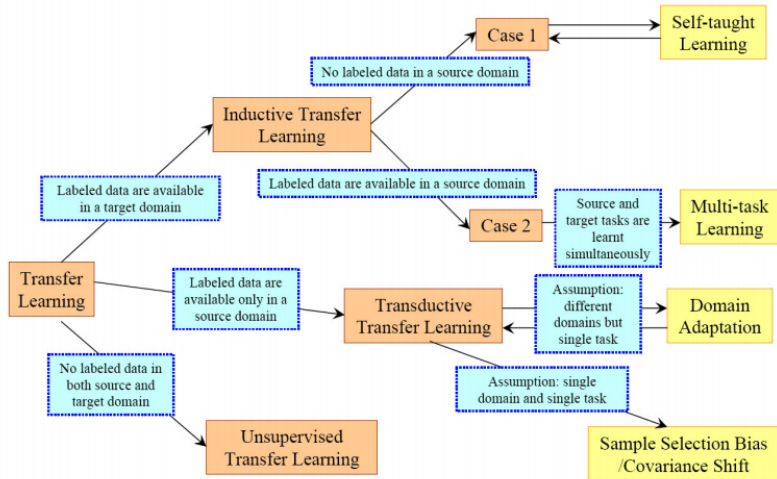 Case 1
Self-taught
Learning
No labeled data in a source domain
Inductive Transfer
Learning
Labeled data are available
in a target domain
Labeled data are available in a source domain
Case 2
Source and
target tasks are
learnt
simultaneously
Multi-task
Learning
Transfer
Learning
Labeled data are
available only in a
source domain
Transductive
Transfer Learning
Assumption:
different
domains but
single task
Domain
Adaptation
No labeled data in
both source and
target domain
Assumption: single
domain and single task
Unsupervised
Transfer Learning
Sample Selection Bias
/Covariance Shift